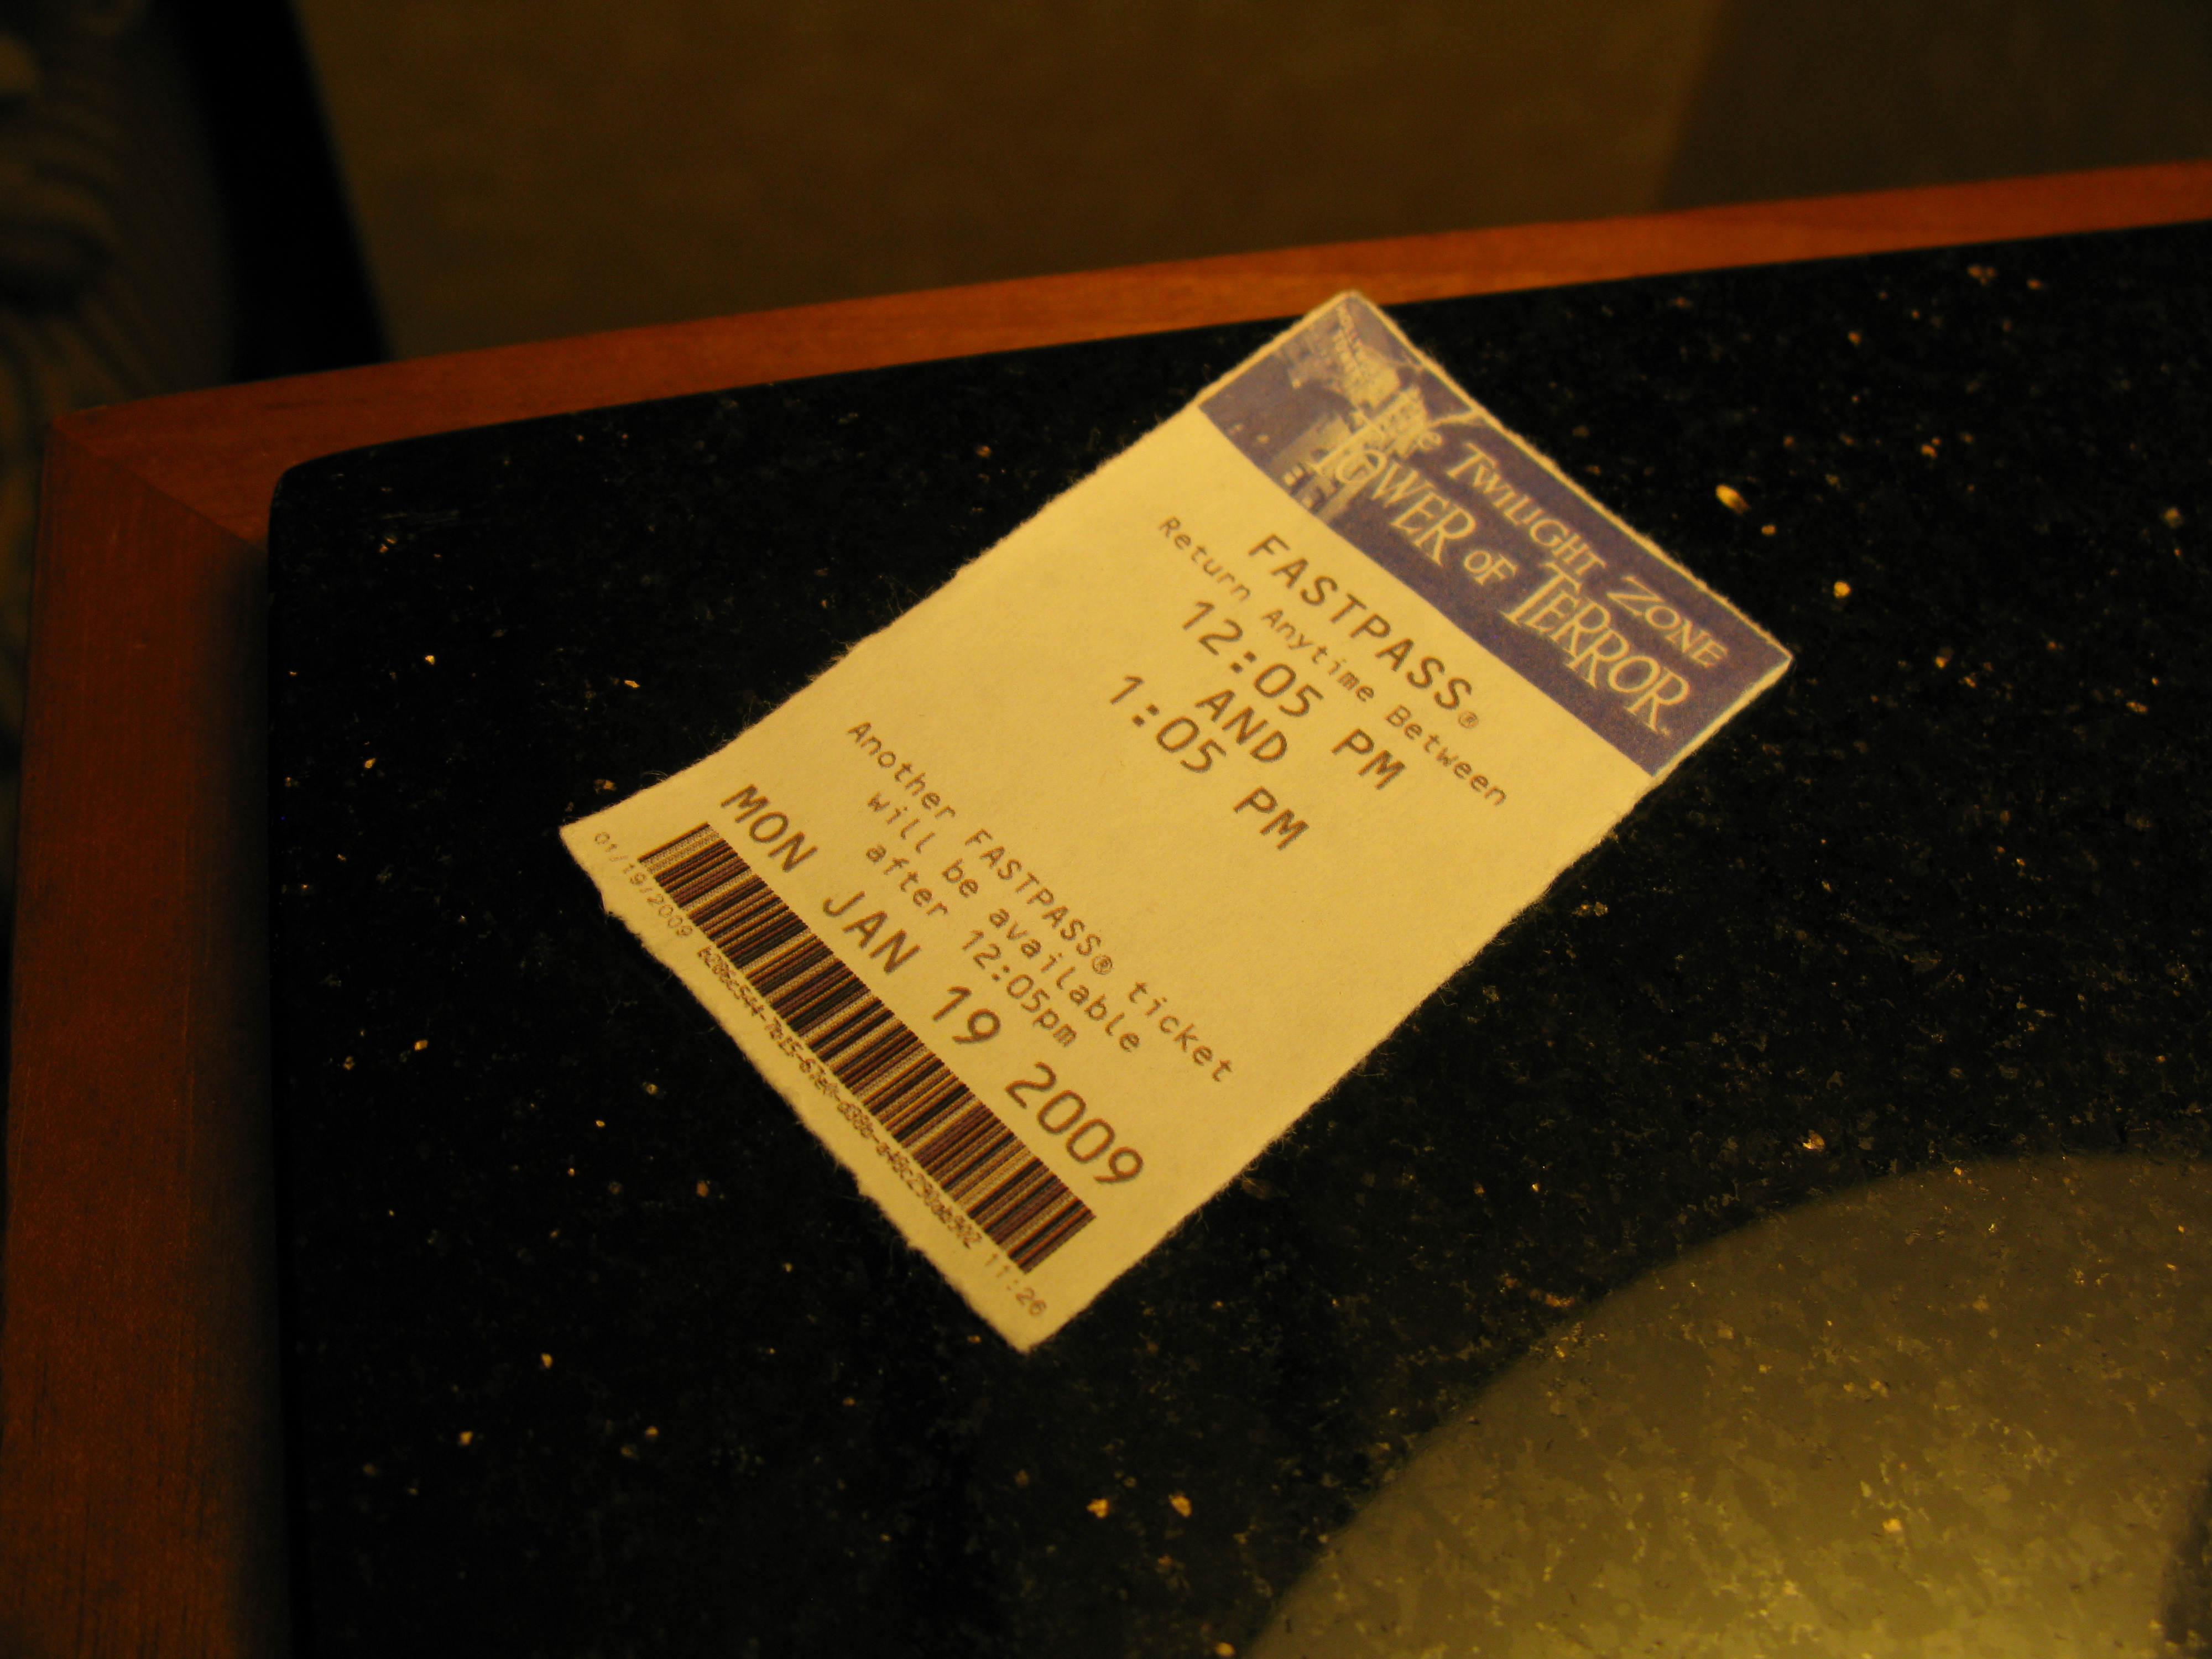 The Twilight Zone
Tower of Terror
FASTPASS®
Return Anytime Between
12:05 PM
AND
1:05 PM
Another FASTPASS® ticket
will be available
after 12:05pm
MON JAN 19 2009
01/19/2009 11:26